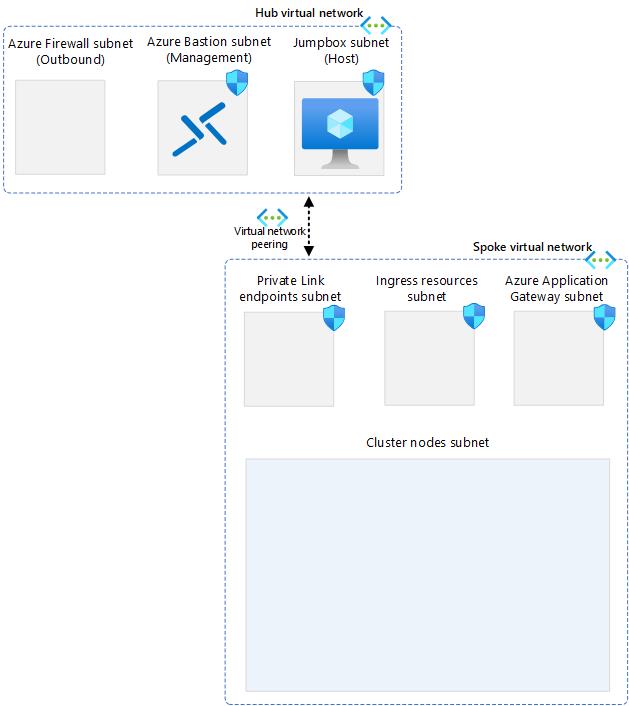 Hub virtual network
Azure Firewall subnet
(Outbound)
Azure Bastion subnet
(Management)
Jumpbox subnet
(Host)
Virtual network
peering
Spoke virtual network
Private Link
endpoints subnet
Ingress resources
subnet
Azure Application
Gateway subnet
Cluster nodes subnet